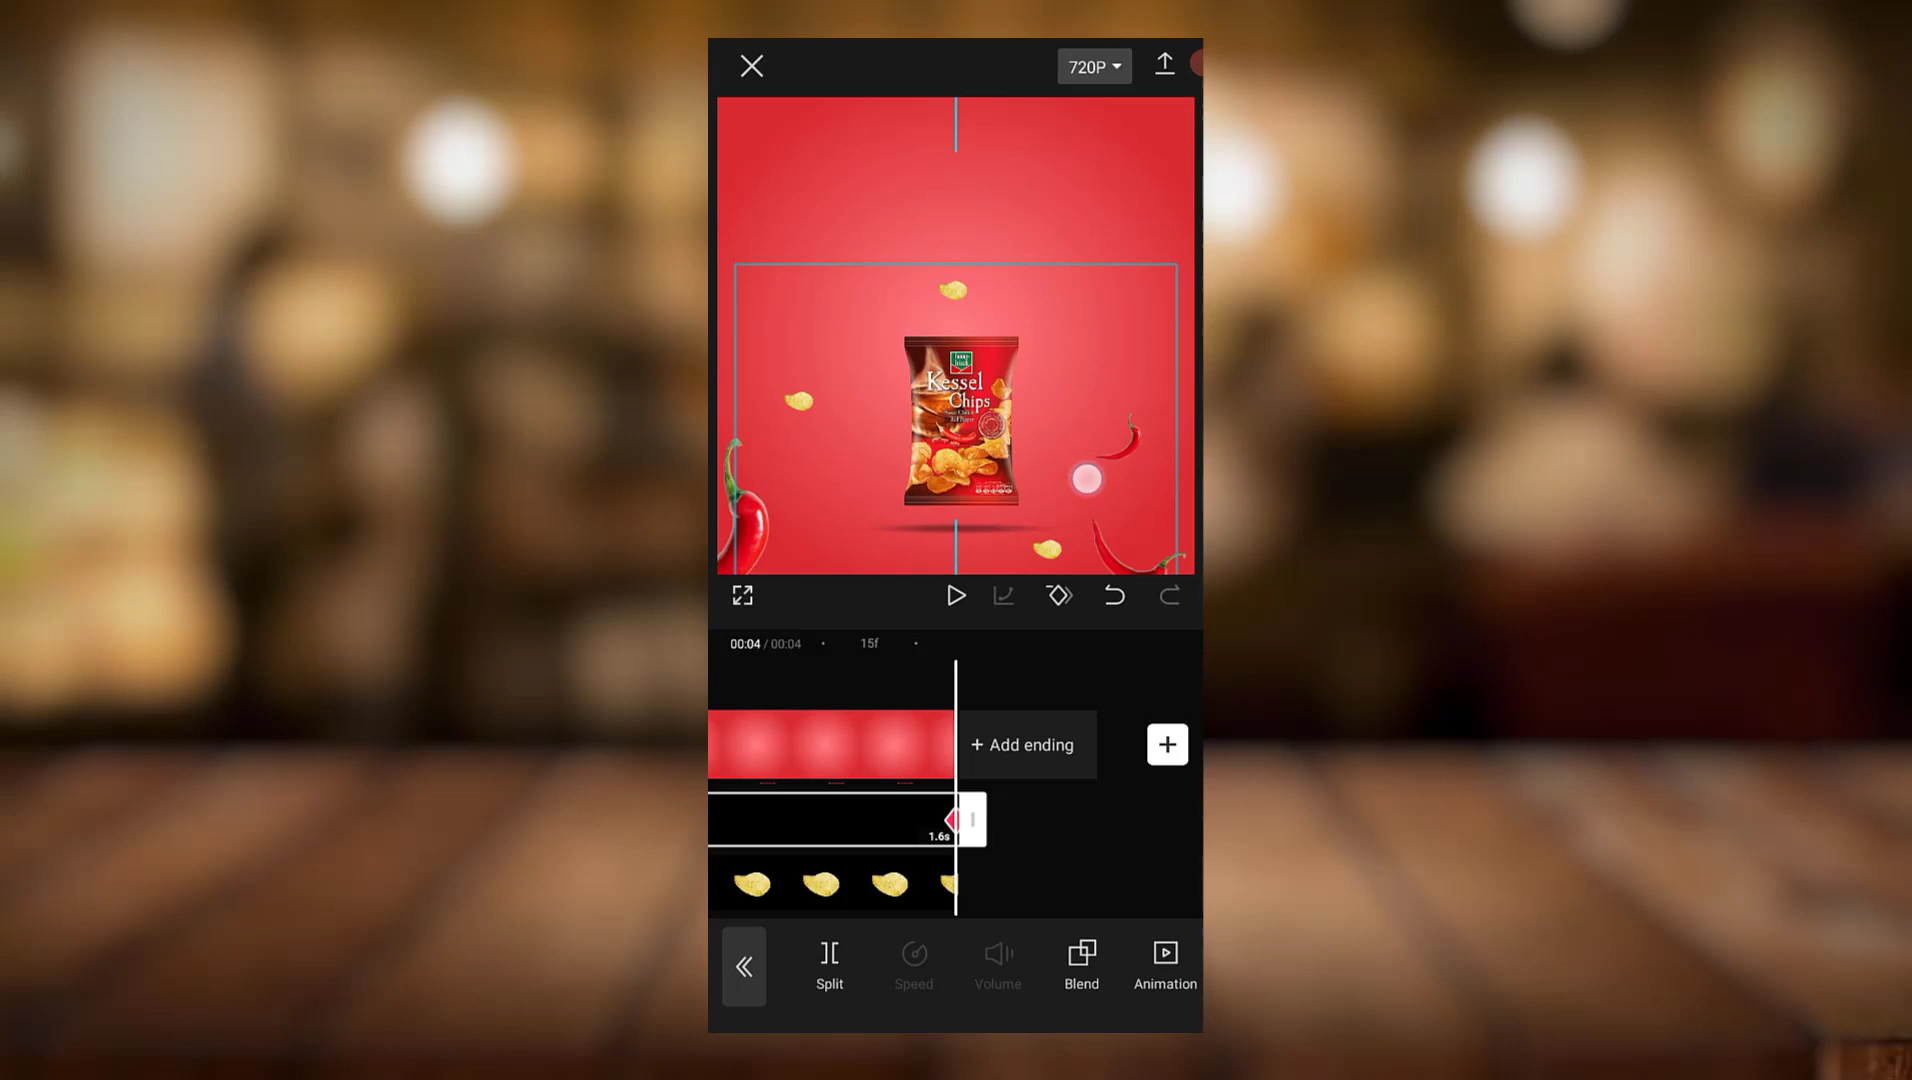 720P
Kessel
Chips
00:04 / 00:04
15f
+ Add ending
1.6s
Split
Speed
Volume
Blend
Animation